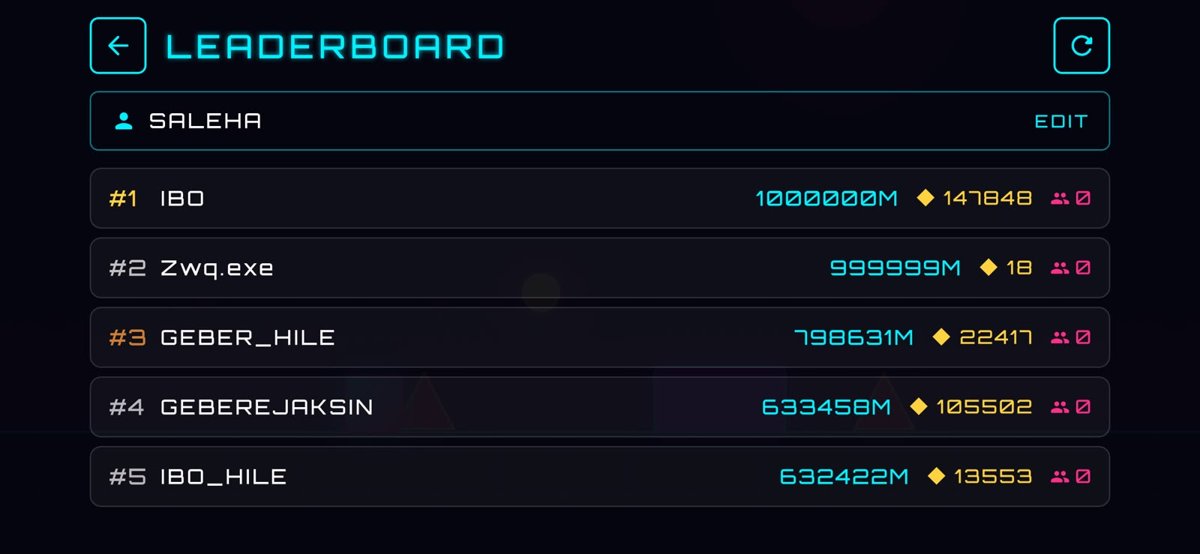 LEADERBOARD
SALEHA EDIT
#1 IBO 1000000M 147848 0
#2 Zwq.exe 999999M 18 0
#3 GEBER_HILE 798631M 22417 0
#4 GEBEREJAKSIN 633458M 105502 0
#5 IBO_HILE 632422M 13553 0